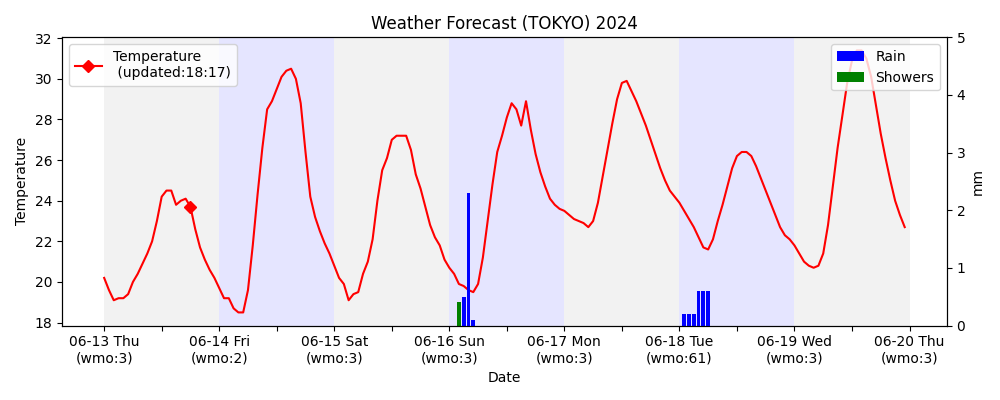 Weather Forecast (TOKYO) 2024
Temperature
(updated:18:17)
Rain
Showers
Temperature
32
30
28
26
24
22
20
18
5
4
3
2
1
0
mm
06-13 Thu
(wmo:3)
06-14 Fri
(wmo:2)
06-15 Sat
(wmo:3)
06-16 Sun
(wmo:3)
06-17 Mon
(wmo:3)
06-18 Tue
(wmo:61)
06-19 Wed
(wmo:3)
06-20 Thu
(wmo:3)
Date